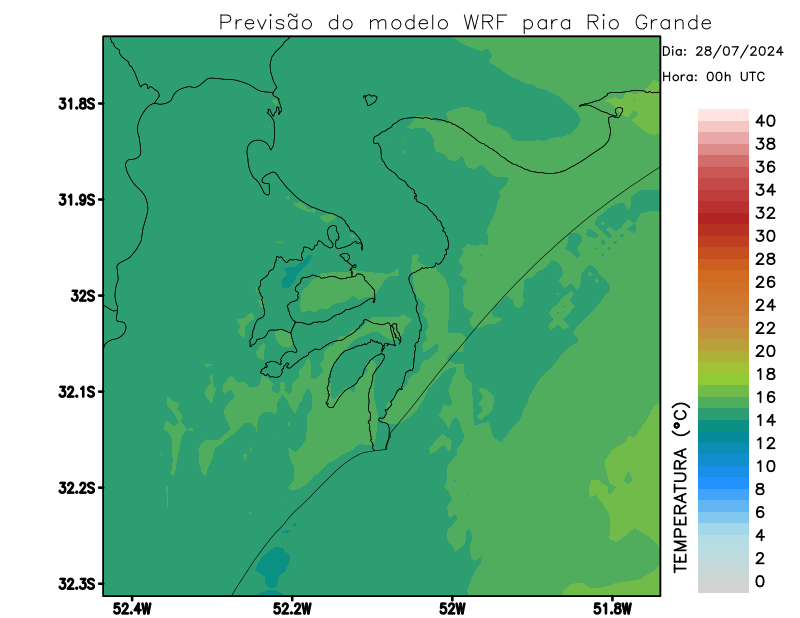 Previsão do modelo WRF para Rio Grande
Dia: 28/07/2024
Hora: 00h UTC
31.8S
31.9S
32S
32.1S
32.2S
32.3S
52.4W
52.2W
52W
51.8W
TEMPERATURA (°C)
40
38
36
34
32
30
28
26
24
22
20
18
16
14
12
10
8
6
4
2
0